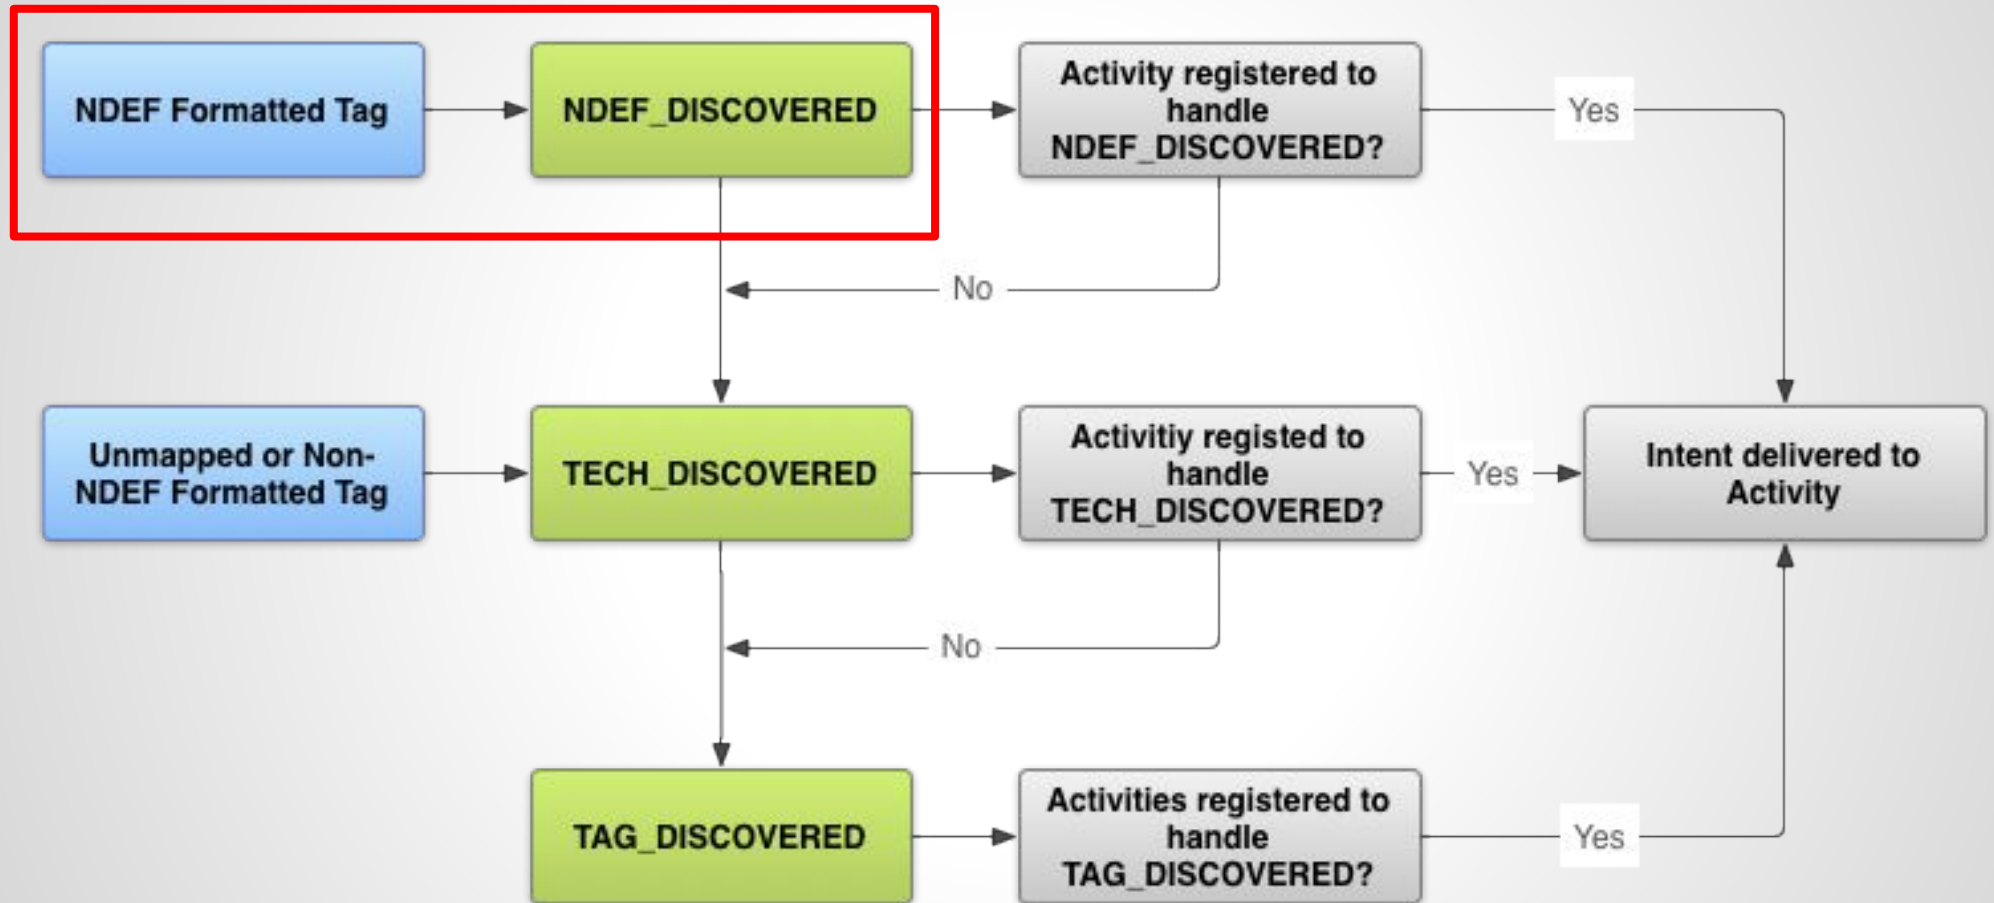 NDEF Formatted Tag
NDEF_DISCOVERED
Activity registered to
handle
NDEF_DISCOVERED?
Yes
No
Unmapped or Non-
NDEF Formatted Tag
TECH_DISCOVERED
Activitiy registed to
handle
TECH_DISCOVERED?
Yes
Intent delivered to
Activity
No
TAG_DISCOVERED
Activities registered to
handle
TAG_DISCOVERED?
Yes